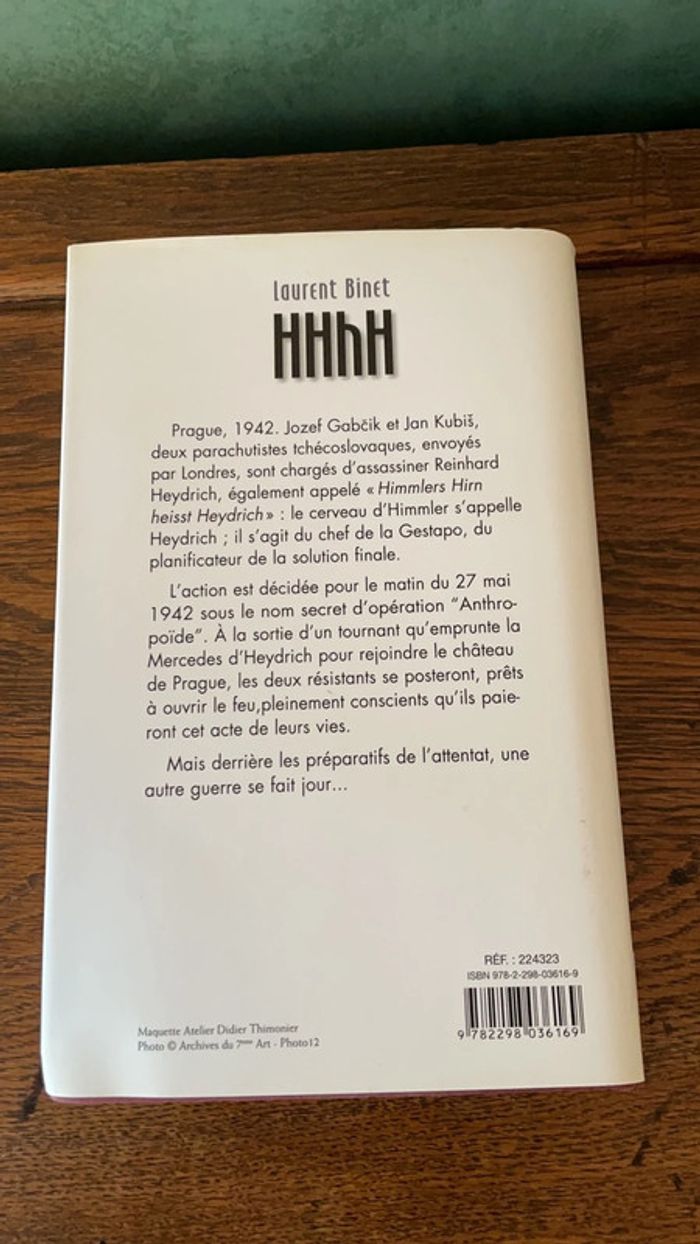 Laurent Binet
HHhH
Prague, 1942. Jozef Gabčik et Jan Kubiš,
deux parachutistes tchécoslovaques, envoyés
par Londres, sont chargés d'assassiner Reinhard
Heydrich, également appelé « Himmlers Hirn
heisst Heydrich » : le cerveau d'Himmler s'appelle
Heydrich ; il s'agit du chef de la Gestapo, du
planificateur de la solution finale.
L'action est décidée pour le matin du 27 mai
1942 sous le nom secret d'opération "Anthro-
poïde". À la sortie d'un tournant qu'emprunte la
Mercedes d'Heydrich pour rejoindre le château
de Prague, les deux résistants se posteront, prêts
à ouvrir le feu,pleinement conscients qu'ils paie-
ront cet acte de leurs vies.
Mais derrière les préparatifs de l'attentat, une
autre guerre se fait jour...
RÉF. : 224323
ISBN 978-2-298-03616-9
9 782298 036169
Maquette Atelier Didier Thimonier
Photo © Archives du 7ème Art - Photo12